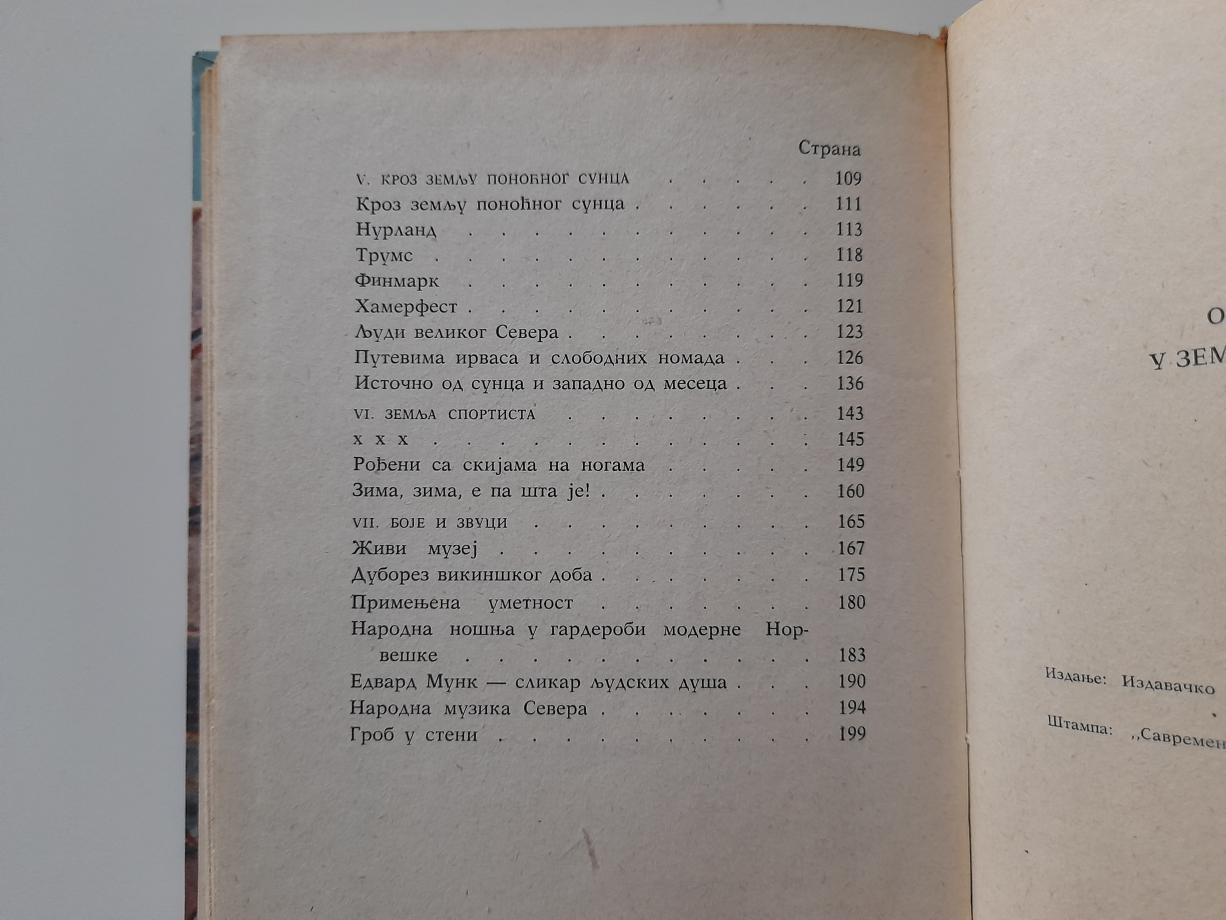 Страна
V. КРОЗ ЗЕМЉУ ПОНОЋНОГ СУНЦА . . . . . 109
Кроз земљу поноћног сунца . . . . . . 111
Нурланд . . . . . . . . . . . 113
Трумс . . . . . . . . . . . . 118
Финмарк . . . . . . . . . . . 119
Хамерфест . . . . . . . . . . . 121
Људи великог Севера . . . . . . . . 123
Путевима ирваса и слободних номада . . . 126
Источно од сунца и западно од месеца . . . 136
VI. ЗЕМЉА СПОРТИСТА . . . . . . . . 143
х х х . . . . . . . . . . . . 145
Рођени са скијама на ногама . . . . . 149
Зима, зима, е па шта је! . . . . . . . 160
VII. БОЈЕ И ЗВУЦИ . . . . . . . . . 165
Живи музеј . . . . . . . . . . 167
Дуборез викиншког доба . . . . . . . 175
Примењена уметност . . . . . . . 180
Народна ношња у гардероби модерне Нор-
вешке . . . . . . . . . . . 183
Едвард Мунк — сликар људских душа . . . 190
Народна музика Севера . . . . . . . 194
Гроб у стени . . . . . . . . . . 199
О
У ЗЕМ
Издање: Издавачко
Штампа: „Савремен